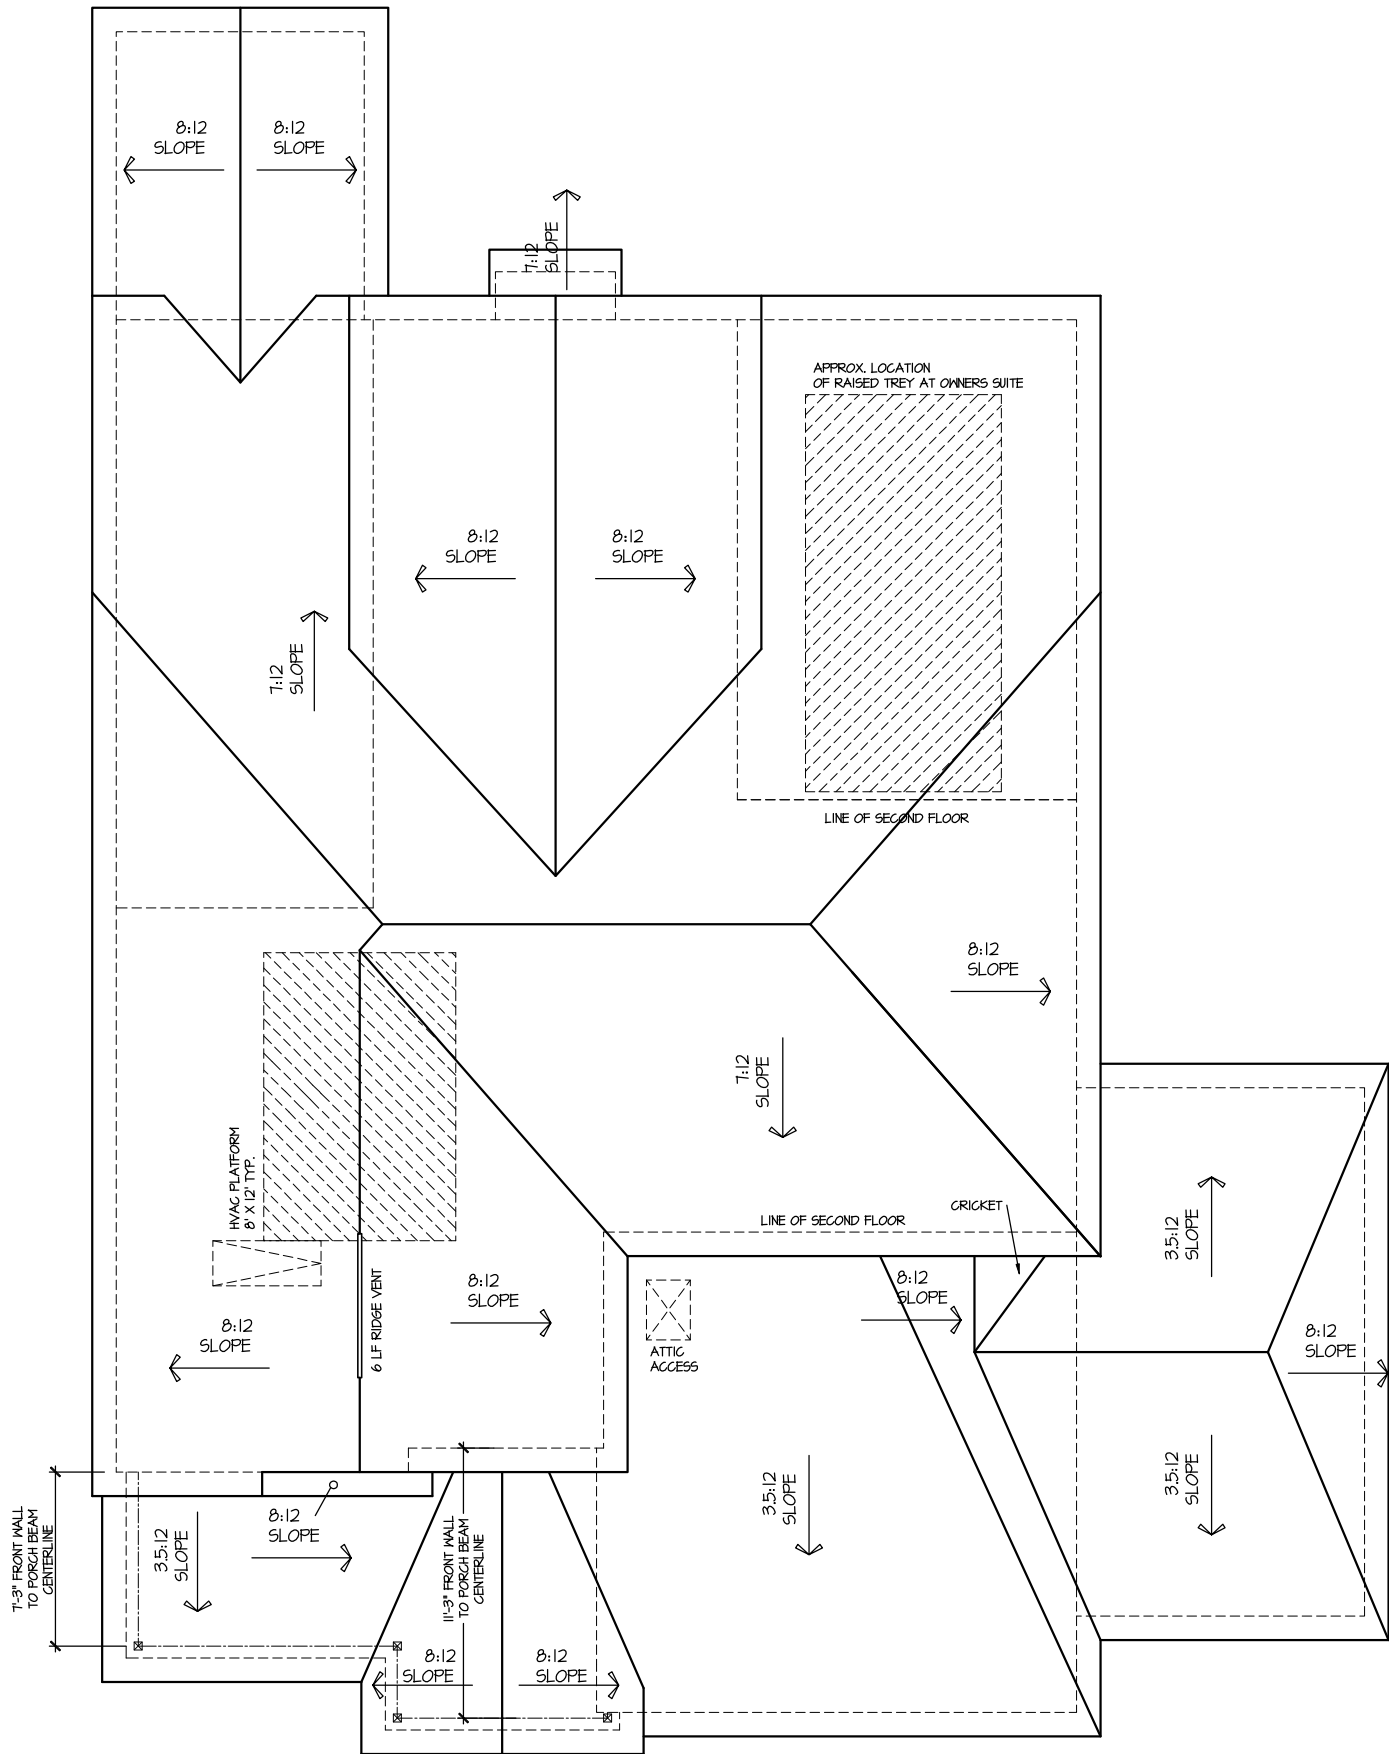 8:12
SLOPE
8:12
SLOPE
7:12
SLOPE
APPROX. LOCATION
OF RAISED TREY AT OWNERS SUITE
8:12
SLOPE
8:12
SLOPE
7:12
SLOPE
LINE OF SECOND FLOOR
8:12
SLOPE
7:12
SLOPE
HVAC PLATFORM
8' X 12' TYP.
CRICKET
LINE OF SECOND FLOOR
3.5:12
SLOPE
8:12
SLOPE
8:12
SLOPE
6 LF RIDGE VENT
8:12
SLOPE
8:12
SLOPE
ATTIC
ACCESS
3.5:12
SLOPE
3.5:12
SLOPE
7'-3" FRONT WALL
TO PORCH BEAM
CENTERLINE
3.5:12
SLOPE
8:12
SLOPE
11'-3" FRONT WALL
TO PORCH BEAM
CENTERLINE
8:12
SLOPE
8:12
SLOPE